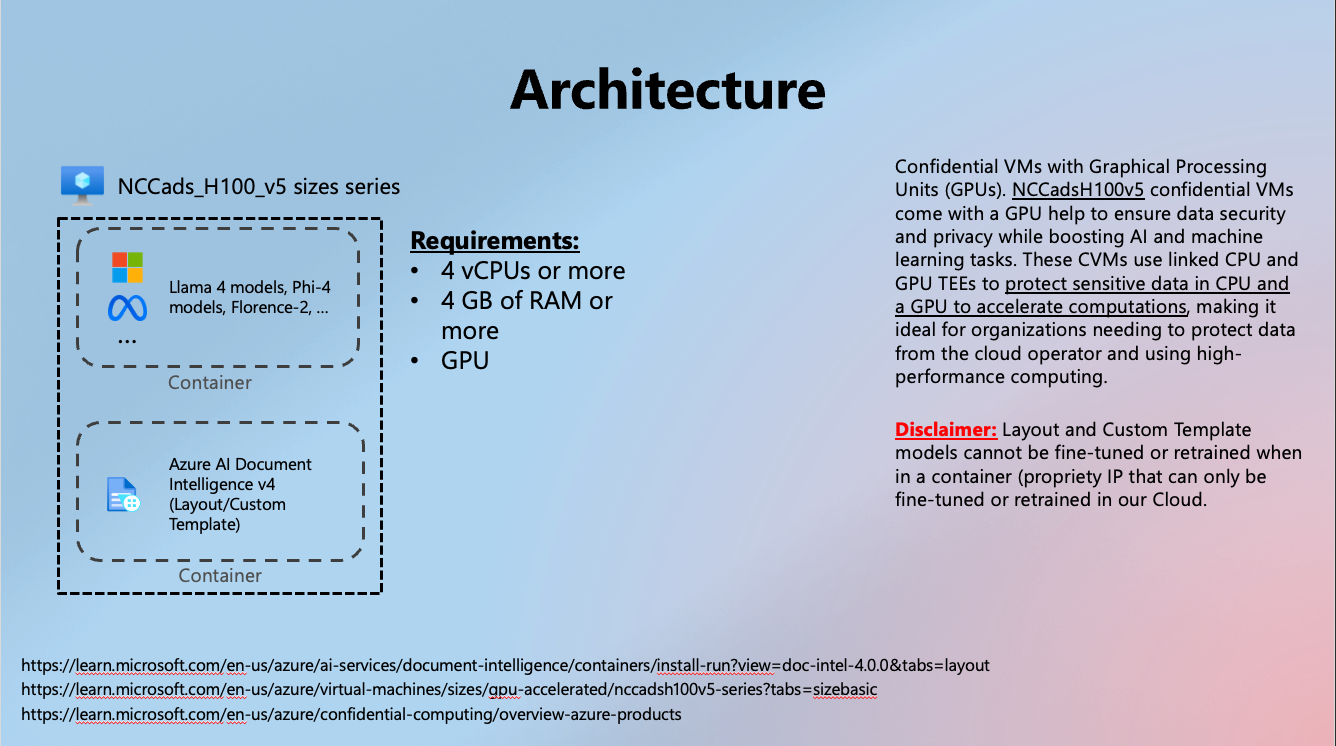 Architecture
NCCads_H100_v5 sizes series
Llama 4 models, Phi-4
models, Florence-2, ...
...
Container
Azure AI Document
Intelligence v4
(Layout/Custom
Template)
Container
Requirements:
• 4 vCPUs or more
• 4 GB of RAM or
more
• GPU
Confidential VMs with Graphical Processing
Units (GPUs). NCCadsH100v5 confidential VMs
come with a GPU help to ensure data security
and privacy while boosting AI and machine
learning tasks. These CVMs use linked CPU and
GPU TEEs to protect sensitive data in CPU and
a GPU to accelerate computations, making it
ideal for organizations needing to protect data
from the cloud operator and using high-
performance computing.
Disclaimer: Layout and Custom Template
models cannot be fine-tuned or retrained when
in a container (propriety IP that can only be
fine-tuned or retrained in our Cloud.
https://learn.microsoft.com/en-us/azure/ai-services/document-intelligence/containers/install-run?view=doc-intel-4.0.0&tabs=layout
https://learn.microsoft.com/en-us/azure/virtual-machines/sizes/gpu-accelerated/nccadsh100v5-series?tabs=sizebasic
https://learn.microsoft.com/en-us/azure/confidential-computing/overview-azure-products